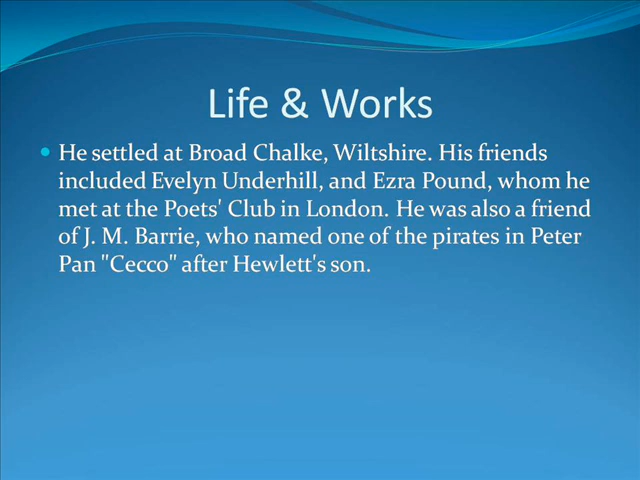 Life & Works
He settled at Broad Chalke, Wiltshire. His friends
included Evelyn Underhill, and Ezra Pound, whom he
met at the Poets' Club in London. He was also a friend
of J. M. Barrie, who named one of the pirates in Peter
Pan "Cecco" after Hewlett's son.